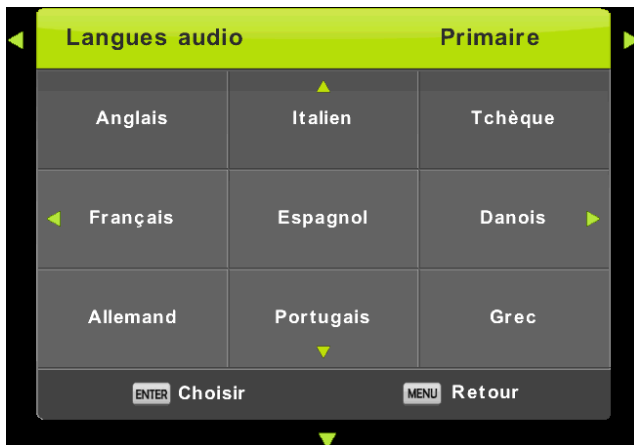 Langues audio Primaire
Anglais Italien Tchèque
Français Espagnol Danois
Allemand Portugais Grec
ENTER Choisir MENU Retour